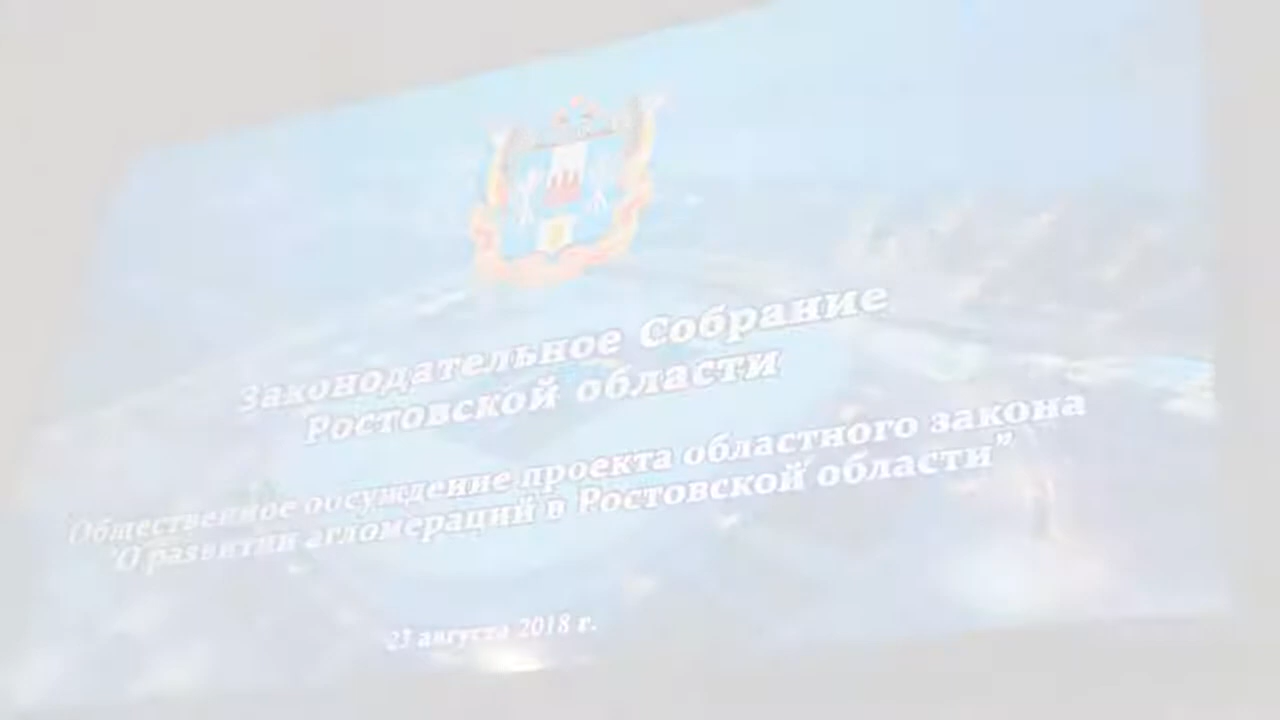 Законодательное Собрание
Ростовской области
Общественное обсуждение проекта областного закона
"О развитии агломераций в Ростовской области"
23 августа 2018 г.